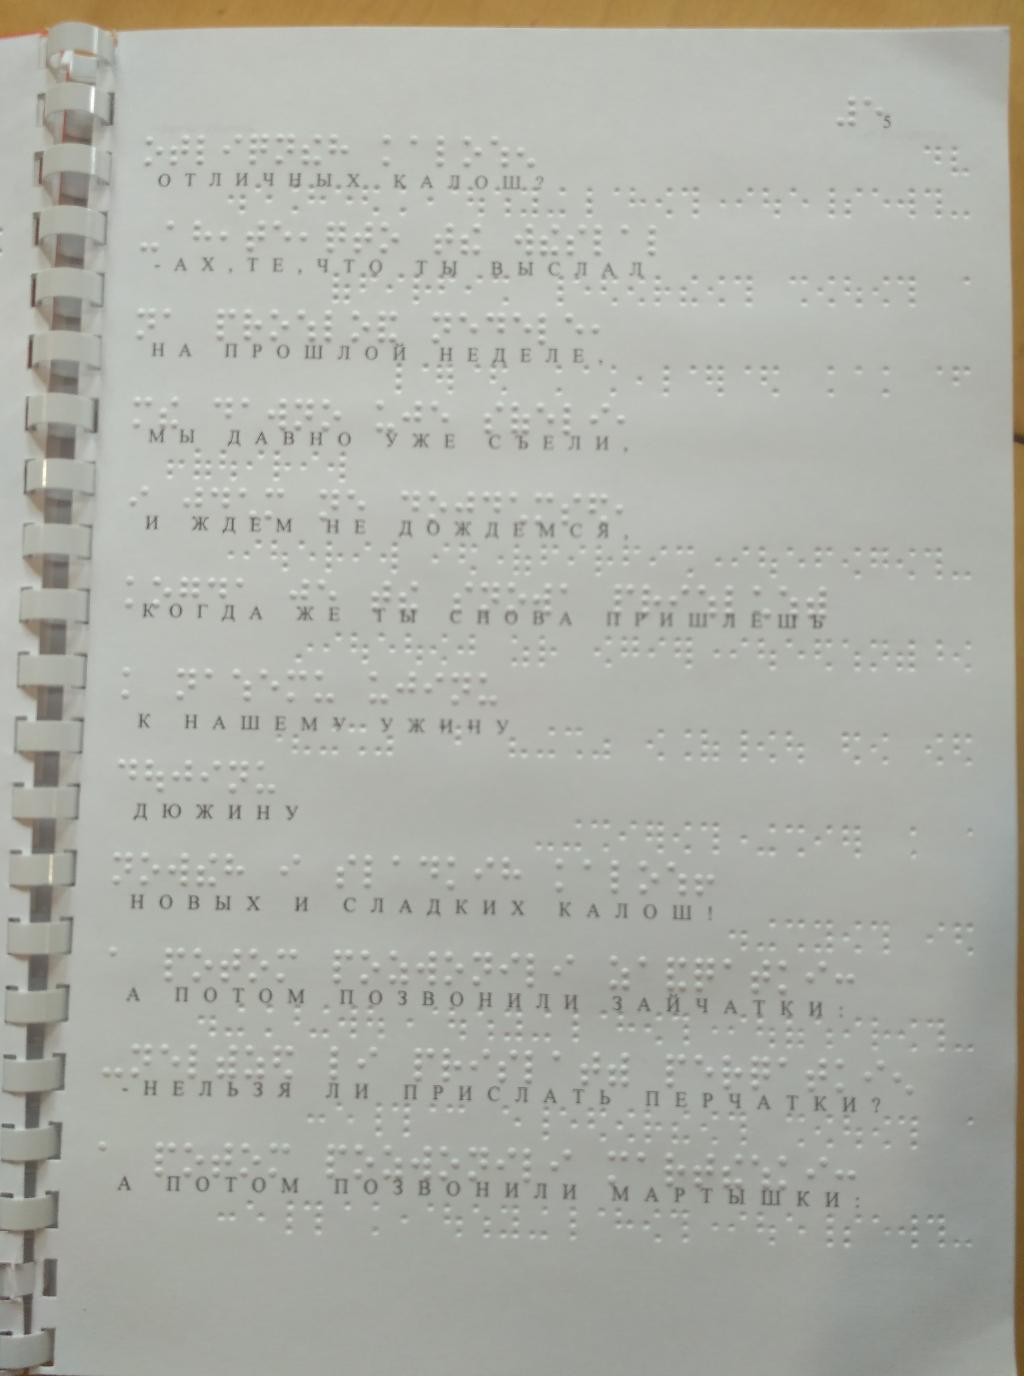 5
ОТЛИЧНЫХ КАЛОШ?
-АХ,ТЕ,ЧТО ТЫ ВЫСЛАЛ
НА ПРОШЛОЙ НЕДЕЛЕ,
МЫ ДАВНО УЖЕ СЪЕЛИ,
И ЖДЕМ НЕ ДОЖДЕМСЯ,
КОГДА ЖЕ ТЫ СНОВА ПРИШЛЁШЬ
К НАШЕМУ УЖИНУ
ДЮЖИНУ
НОВЫХ И СЛАДКИХ КАЛОШ!
А ПОТОМ ПОЗВОНИЛИ ЗАЙЧАТКИ:
-НЕЛЬЗЯ ЛИ ПРИСЛАТЬ ПЕРЧАТКИ?
А ПОТОМ ПОЗВОНИЛИ МАРТЫШКИ: